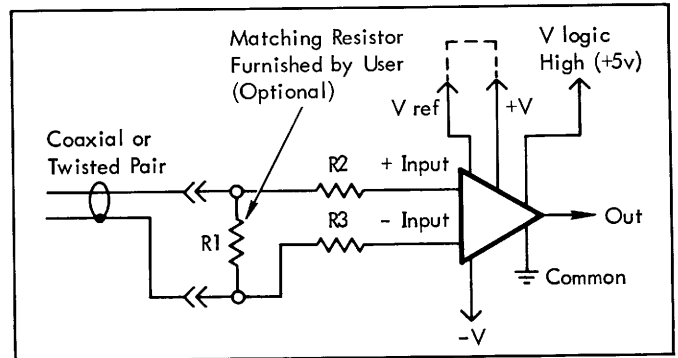 Matching Resistor
Furnished by User
(Optional)
V logic
High (+5v)
V ref
+V
Coaxial or
Twisted Pair
R2
+ Input
R1
R3
- Input
Out
Common
-V